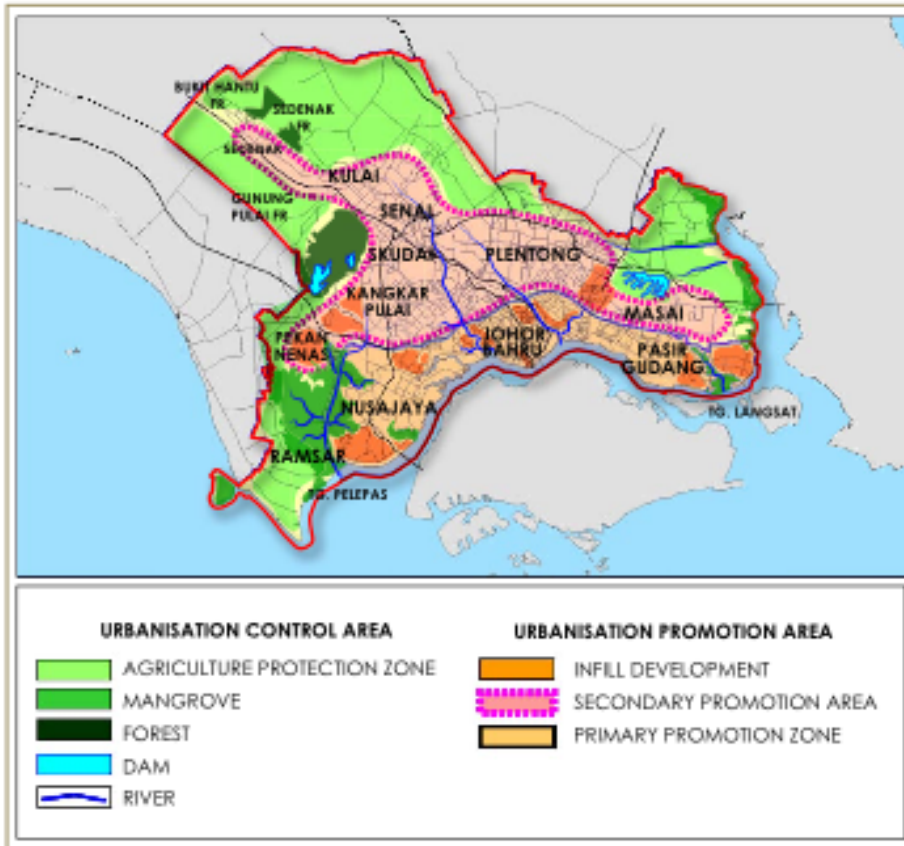 BUKIT HANTU
FR
SEDENAK
FR
SEDENAK
KULAI
GUNUNG
PULAI FR
SENAI
SKUDAI
PLENTONG
KANGKAR
PULAI
MASAI
PEKAN
NENAS
JOHOR
BAHRU
PASIR
GUDANG
NUSAJAYA
TG. LANGSAT
RAMSAR
TG. PELEPAS
URBANISATION CONTROL AREA
AGRICULTURE PROTECTION ZONE
MANGROVE
FOREST
DAM
RIVER
URBANISATION PROMOTION AREA
INFILL DEVELOPMENT
SECONDARY PROMOTION AREA
PRIMARY PROMOTION ZONE